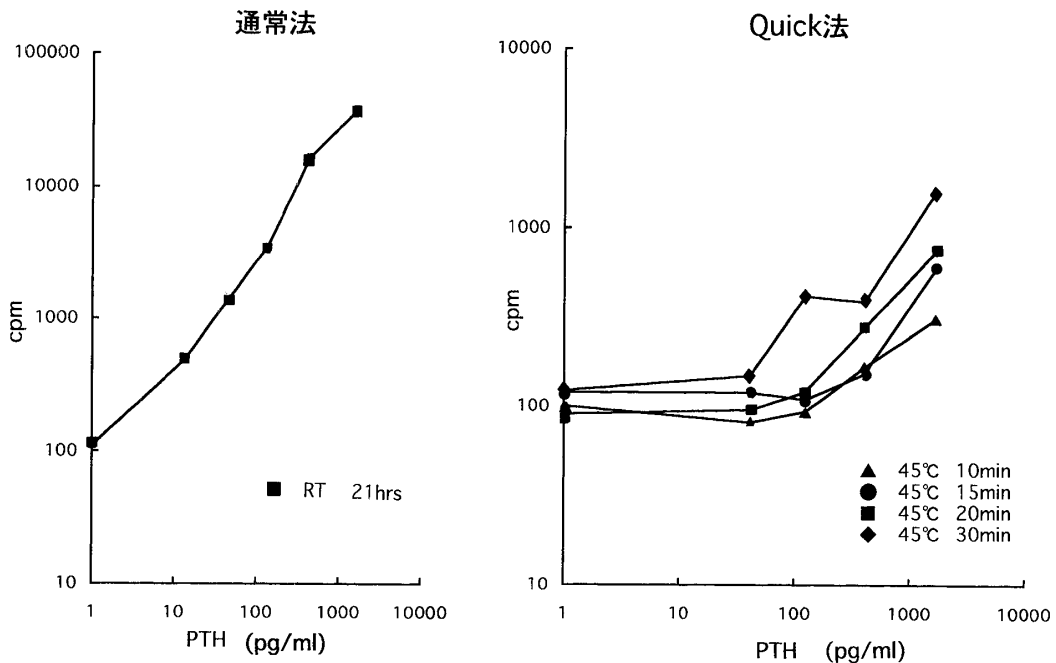 通常法
100000
10000
1000
100
10
cpm
1 10 100 1000 10000
PTH (pg/ml)
RT 21hrs
Quick法
10000
1000
100
10
cpm
1 10 100 1000 10000
PTH (pg/ml)
45℃ 10min
45℃ 15min
45℃ 20min
45℃ 30min